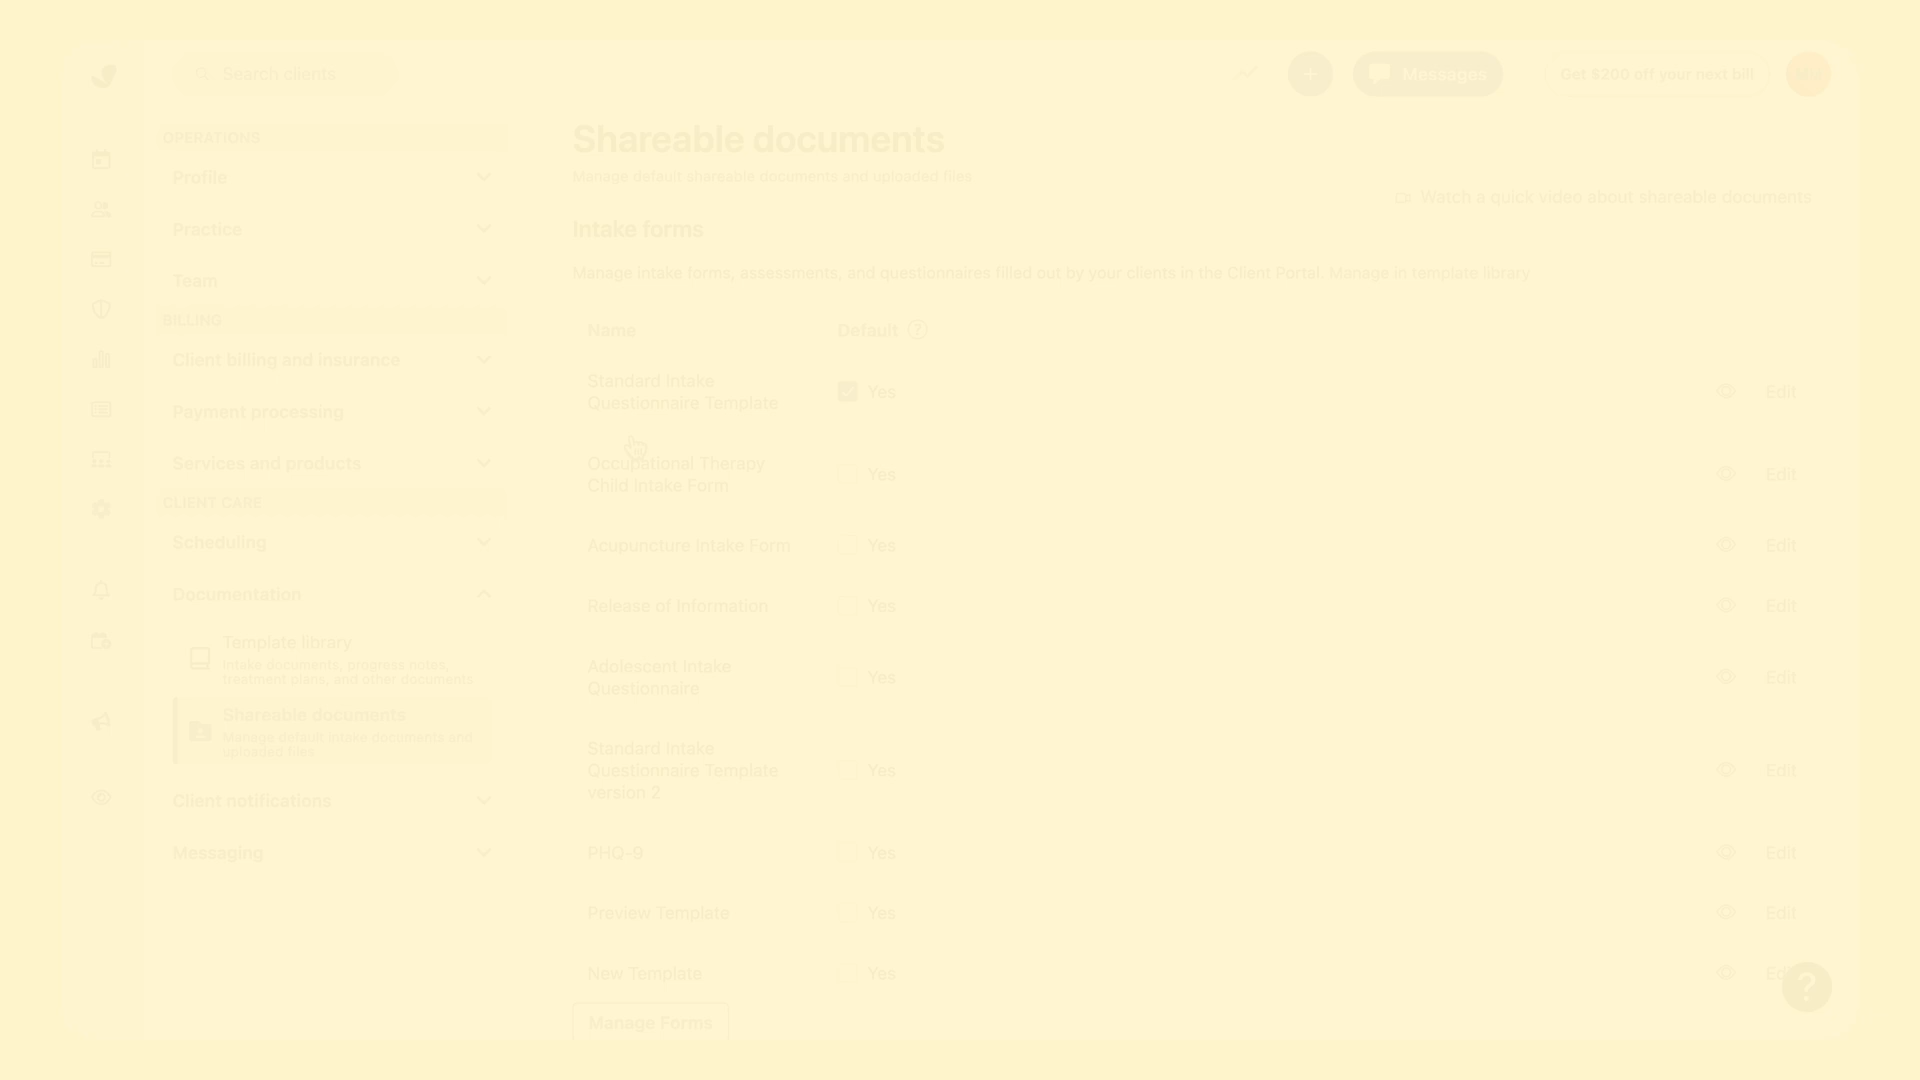 Search clients
Messages
Get $200 off your next bill
OPERATIONS
Profile
Practice
Team
BILLING
Client billing and insurance
Payment processing
Services and products
CLIENT CARE
Scheduling
Documentation
Template library
Intake documents, progress notes,
treatment plans, and other documents
Shareable documents
Manage default intake documents and
uploaded files
Client notifications
Messaging
Shareable documents
Manage default shareable documents and uploaded files
Watch a quick video about shareable documents
Intake forms
Manage intake forms, assessments, and questionnaires filled out by your clients in the Client Portal. Manage in template library
Name Default ?
Standard Intake
Questionnaire Template
Yes Edit
Occupational Therapy
Child Intake Form
Yes Edit
Acupuncture Intake Form Yes Edit
Release of Information Yes Edit
Adolescent Intake
Questionnaire
Yes Edit
Standard Intake
Questionnaire Template
version 2
Yes Edit
PHQ-9 Yes Edit
Preview Template Yes Edit
New Template Yes Edit
?
Manage Forms